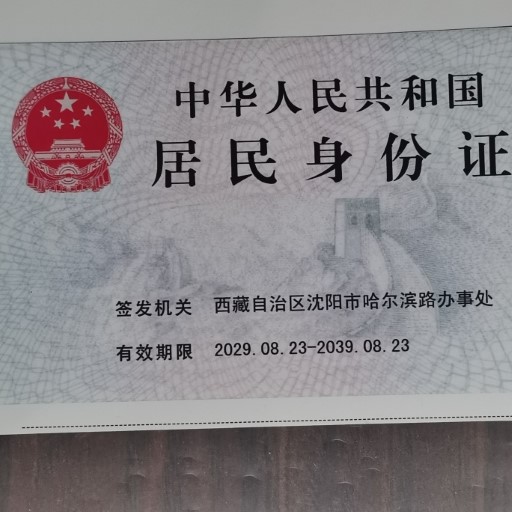 中华人民共和国
居民身份证
签发机关 西藏自治区沈阳市哈尔滨路办事处
有效期限 2029.08.23-2039.08.23